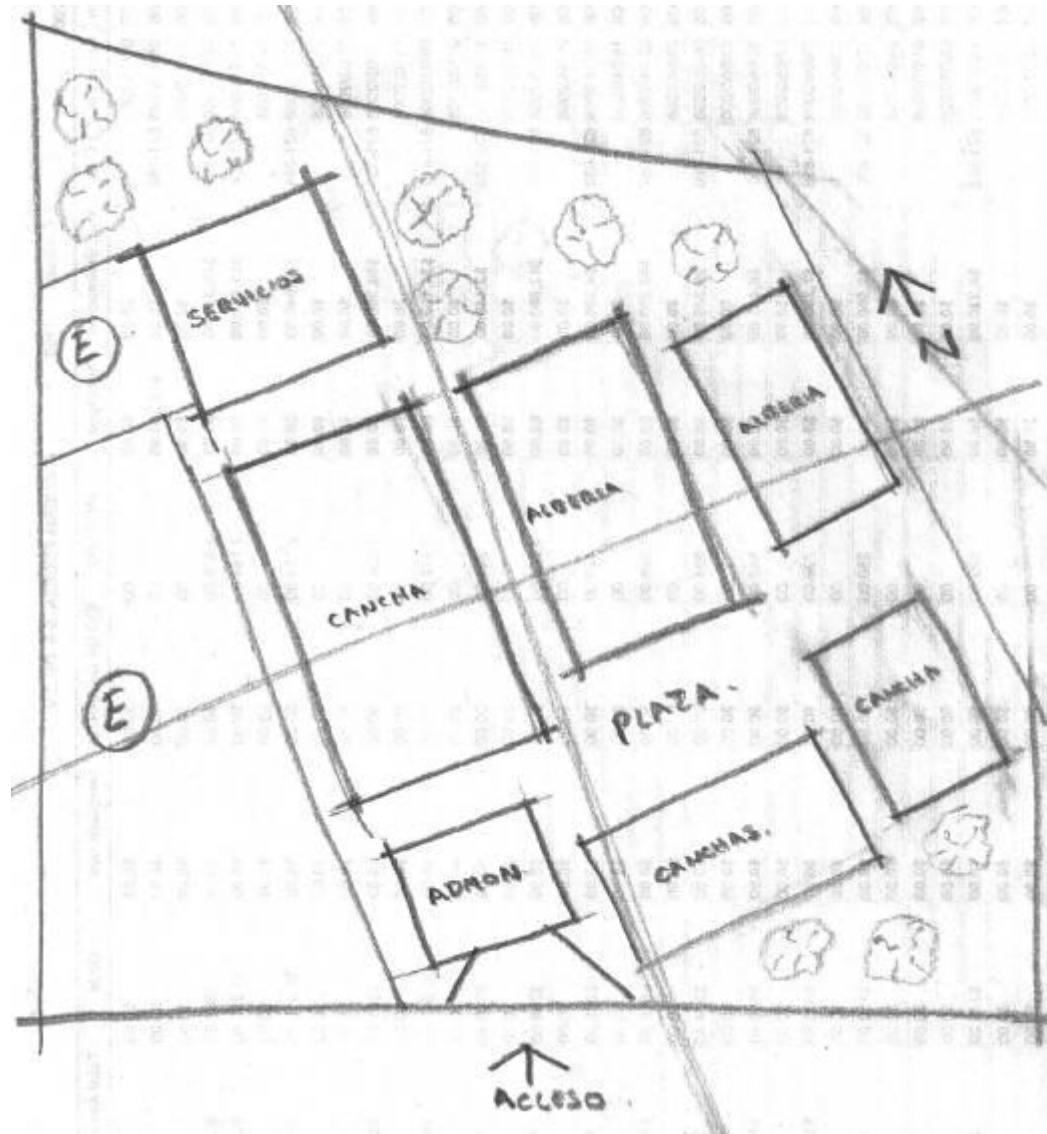 SERVICIOS
E
N
ALBERCA
ALBERCA
CANCHA
E
PLAZA.
CANCHA
CANCHAS.
ADMON.
ACCESO.